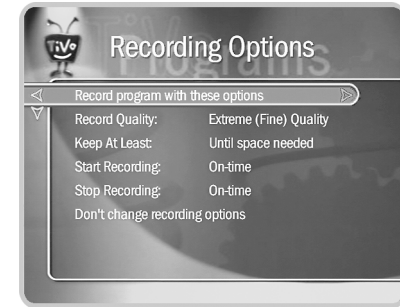 TiVo
Recording Options
Programs
Record program with these options
Record Quality: Extreme (Fine) Quality
Keep At Least: Until space needed
Start Recording: On-time
Stop Recording: On-time
Don't change recording options